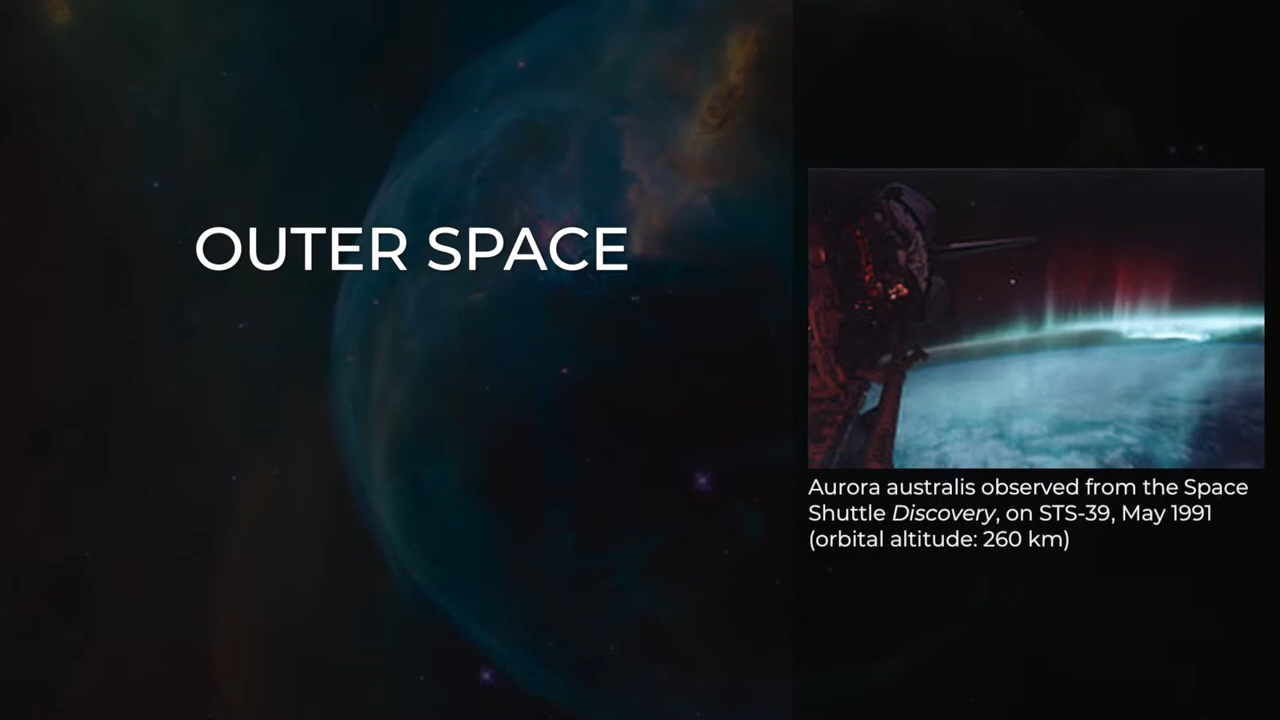 OUTER SPACE
Aurora australis observed from the Space
Shuttle Discovery, on STS-39, May 1991
(orbital altitude: 260 km)